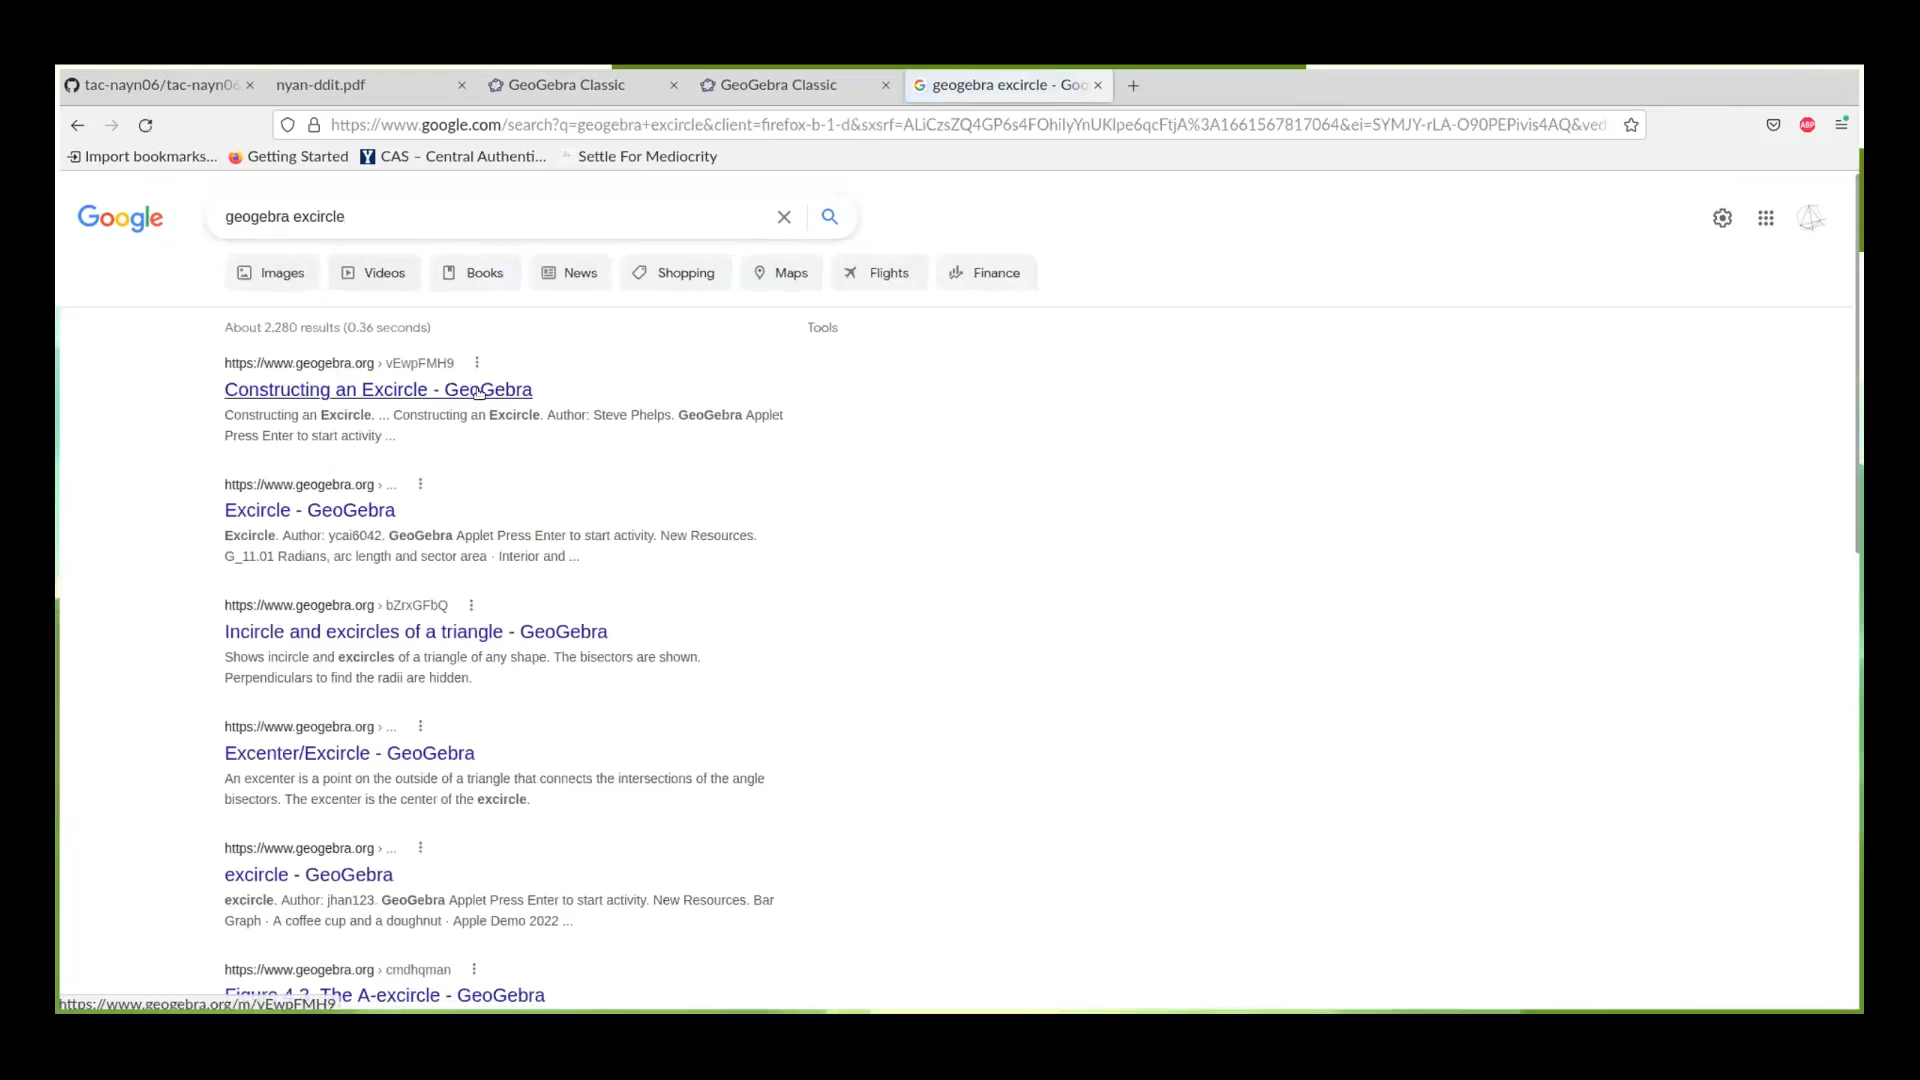 tac-nayn06/tac-nayn06
nyan-ddit.pdf
GeoGebra Classic
GeoGebra Classic
geogebra excircle - Goo
https://www.google.com/search?q=geogebra+excircle&client=firefox-b-1-d&sxsrf=ALiCzsZQ4GP6s4FOhilyYnUKlpe6qcFtjA%3A1661567817064&ei=SYMJY-rLA-O90PEPivis4AQ&ved
ABP
Import bookmarks...
Getting Started
Y CAS – Central Authenti...
Settle For Mediocrity
Google
geogebra excircle
Images
Videos
Books
News
Shopping
Maps
Flights
Finance
About 2,280 results (0.36 seconds)
Tools
https://www.geogebra.org › vEwpFMH9
Constructing an Excircle - GeoGebra
Constructing an Excircle. ... Constructing an Excircle. Author: Steve Phelps. GeoGebra Applet
Press Enter to start activity ...
https://www.geogebra.org › ...
Excircle - GeoGebra
Excircle. Author: ycai6042. GeoGebra Applet Press Enter to start activity. New Resources.
G_11.01 Radians, arc length and sector area · Interior and ...
https://www.geogebra.org › bZrxGFbQ
Incircle and excircles of a triangle - GeoGebra
Shows incircle and excircles of a triangle of any shape. The bisectors are shown.
Perpendiculars to find the radii are hidden.
https://www.geogebra.org › ...
Excenter/Excircle - GeoGebra
An excenter is a point on the outside of a triangle that connects the intersections of the angle
bisectors. The excenter is the center of the excircle.
https://www.geogebra.org › ...
excircle - GeoGebra
excircle. Author: jhan123. GeoGebra Applet Press Enter to start activity. New Resources. Bar
Graph · A coffee cup and a doughnut · Apple Demo 2022 ...
https://www.geogebra.org › cmdhqman
Figure 4.3. The A-excircle - GeoGebra
https://www.geogebra.org/m/vEwpFMH9